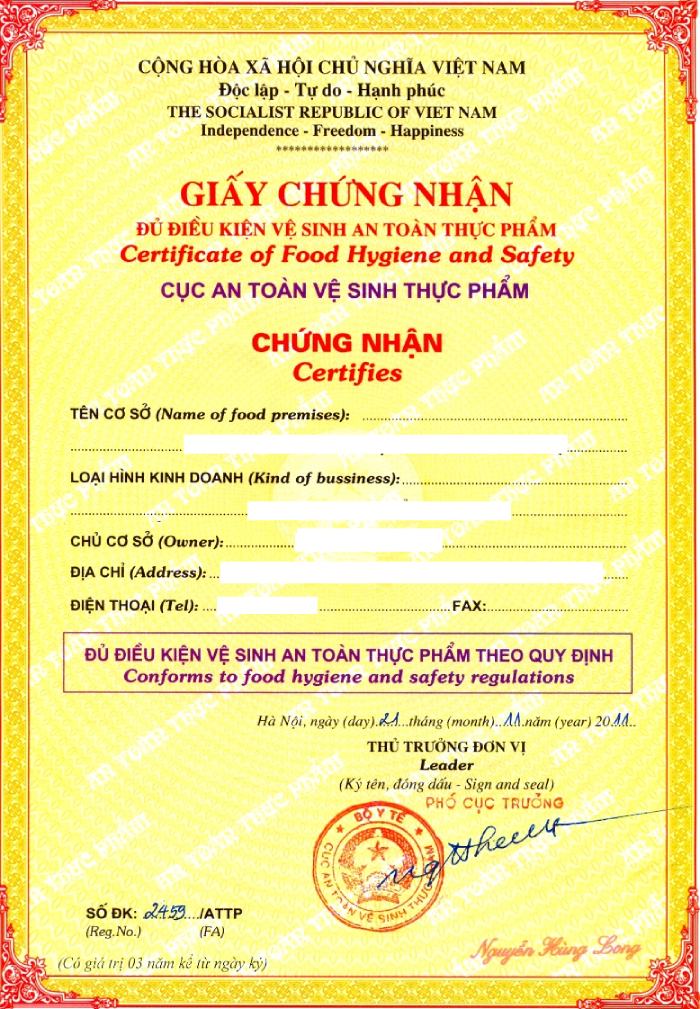 CỘNG HÒA XÃ HỘI CHỦ NGHĨA VIỆT NAM
Độc lập - Tự do - Hạnh phúc
THE SOCIALIST REPUBLIC OF VIET NAM
Independence - Freedom - Happiness
******************
GIẤY CHỨNG NHẬN
ĐỦ ĐIỀU KIỆN VỆ SINH AN TOÀN THỰC PHẨM
Certificate of Food Hygiene and Safety
CỤC AN TOÀN VỆ SINH THỰC PHẨM
CHỨNG NHẬN
Certifies
TÊN CƠ SỞ (Name of food premises):
LOẠI HÌNH KINH DOANH (Kind of bussiness):
CHỦ CƠ SỞ (Owner):
ĐỊA CHỈ (Address):
ĐIỆN THOẠI (Tel): FAX:
ĐỦ ĐIỀU KIỆN VỆ SINH AN TOÀN THỰC PHẨM THEO QUY ĐỊNH
Conforms to food hygiene and safety regulations
Hà Nội, ngày (day)..21...tháng (month)..11.năm (year) 2011..
THỦ TRƯỞNG ĐƠN VỊ
Leader
(Ký tên, đóng dấu - Sign and seal)
PHÓ CỤC TRƯỞNG
BỘ Y TẾ
CỤC AN TOÀN VỆ SINH THỰC
SỐ ĐK: 2459..../ATTP
(Reg.No.) (FA)
Nguyễn Hùng Long
(Có giá trị 03 năm kể từ ngày ký)
AN TOÀN THỰC PHẨM